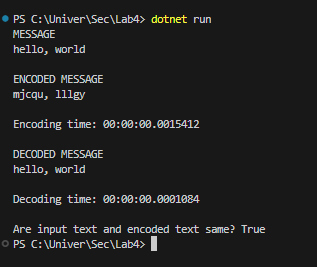 PS C:\Univer\Sec\Lab4> dotnet run
MESSAGE
hello, world
ENCODED MESSAGE
mjcqu, lllgy
Encoding time: 00:00:00.0015412
DECODED MESSAGE
hello, world
Decoding time: 00:00:00.0001084
Are input text and encoded text same? True
PS C:\Univer\Sec\Lab4>